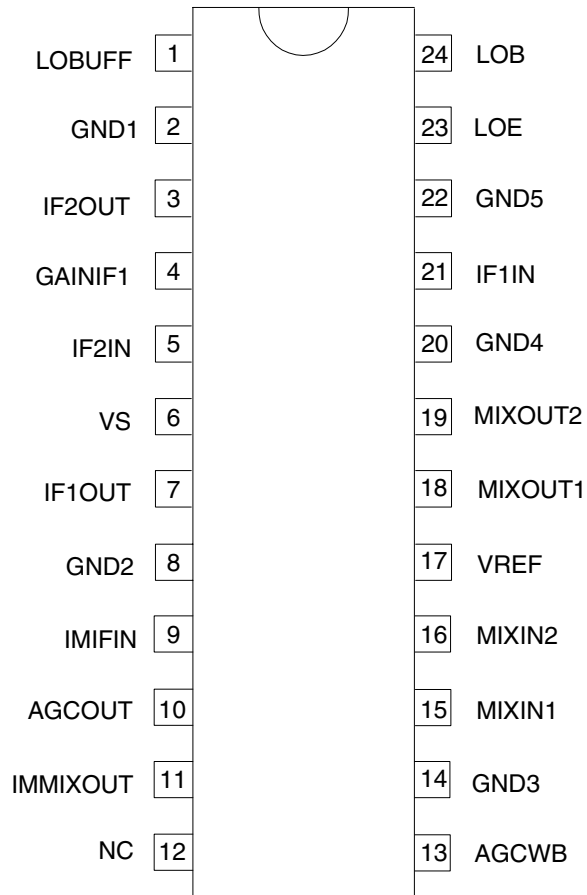 LOBUFF 1 24 LOB
GND1 2 23 LOE
IF2OUT 3 22 GND5
GAINIF1 4 21 IF1IN
IF2IN 5 20 GND4
VS 6 19 MIXOUT2
IF1OUT 7 18 MIXOUT1
GND2 8 17 VREF
IMIFIN 9 16 MIXIN2
AGCOUT 10 15 MIXIN1
IMMIXOUT 11 14 GND3
NC 12 13 AGCWB